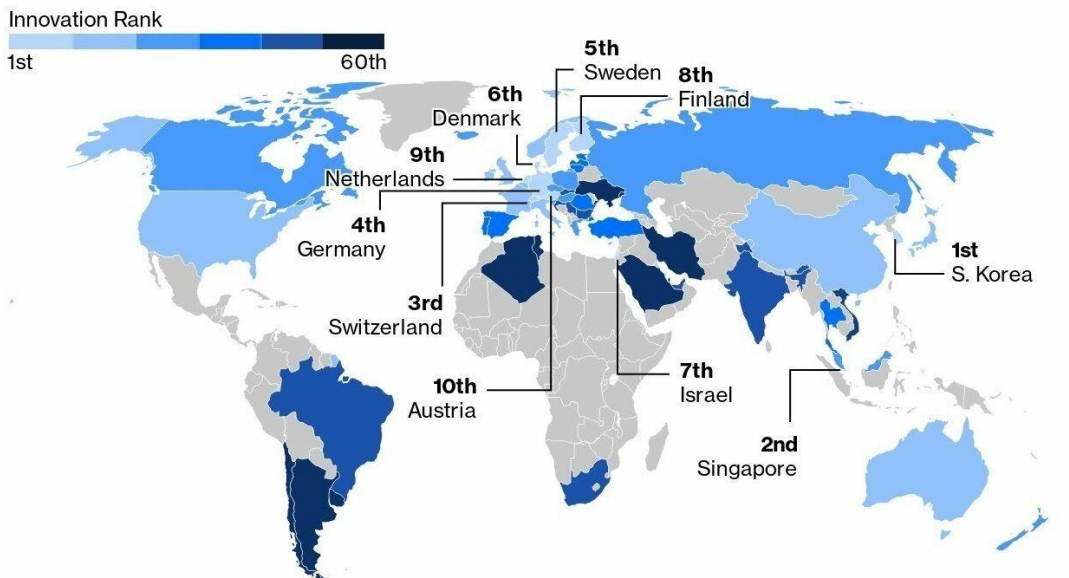 Innovation Rank
1st 60th
5th
Sweden
8th
Finland
6th
Denmark
9th
Netherlands
4th
Germany
1st
S. Korea
3rd
Switzerland
7th
Israel
10th
Austria
2nd
Singapore